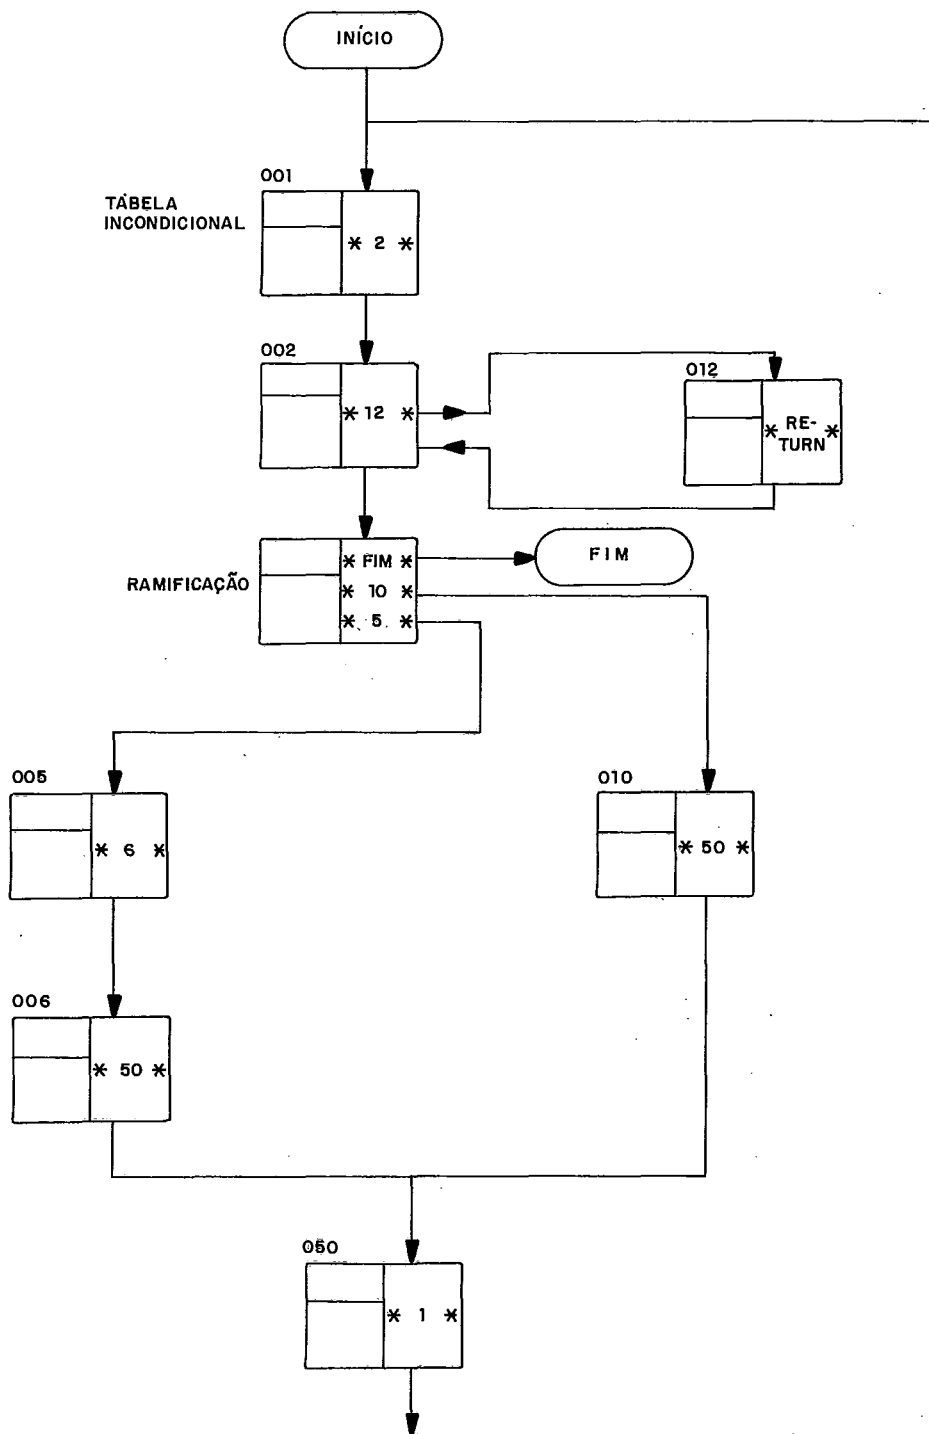 INÍCIO
001
TABELA
INCONDICIONAL
* 2 *
002
* 12 *
012
* RE- *
TURN
RAMIFICAÇÃO
* FIM *
* 10 *
* 5 *
FIM
005
* 6 *
010
* 50 *
006
* 50 *
050
* 1 *